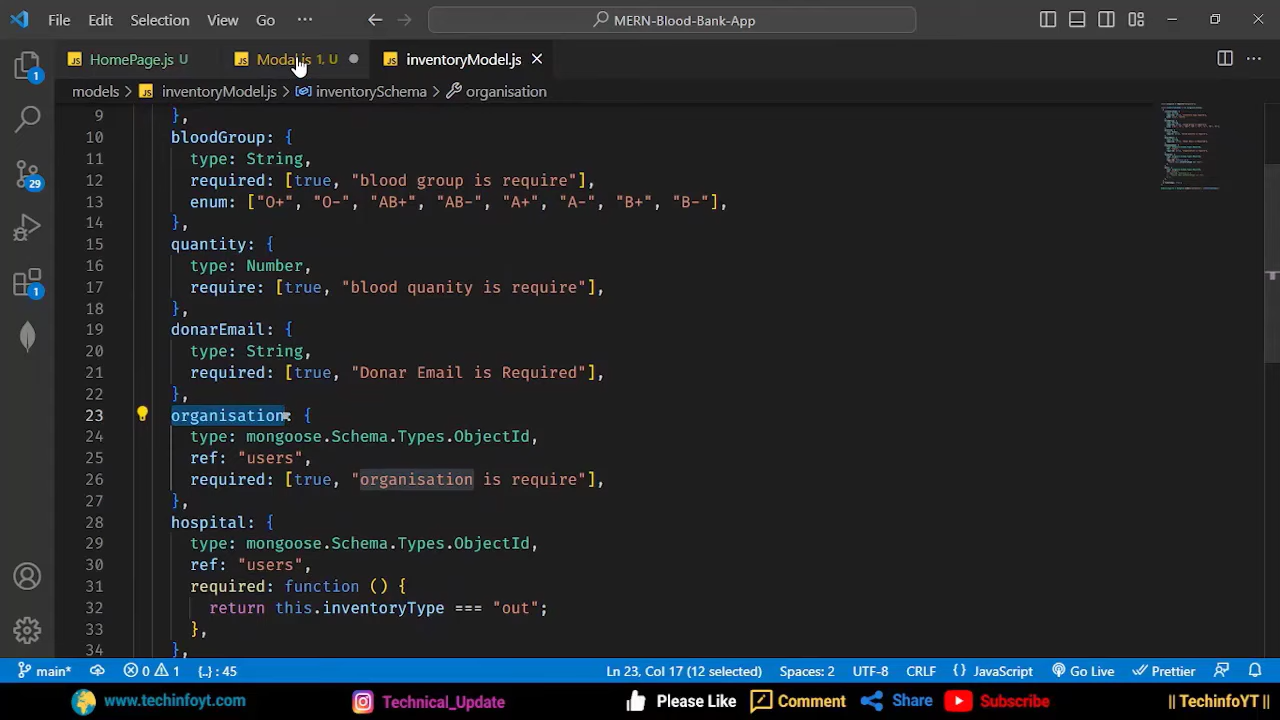 File Edit Selection View Go ··· MERN-Blood-Bank-App
HomePage.js U Modal.js 1, U inventoryModel.js
models > inventoryModel.js > inventorySchema > organisation
9 },
10 bloodGroup: {
11 type: String,
12 required: [true, "blood group is require"],
13 enum: ["O+", "O-", "AB+", "AB-", "A+", "A-", "B+", "B-"],
14 },
15 quantity: {
16 type: Number,
17 require: [true, "blood quanity is require"],
18 },
19 donarEmail: {
20 type: String,
21 required: [true, "Donar Email is Required"],
22 },
23 organisation: {
24 type: mongoose.Schema.Types.ObjectId,
25 ref: "users",
26 required: [true, "organisation is require"],
27 },
28 hospital: {
29 type: mongoose.Schema.Types.ObjectId,
30 ref: "users",
31 required: function () {
32 return this.inventoryType === "out";
33 },
34 },
1
29
1
main* 0 1 {..} : 45 Ln 23, Col 17 (12 selected) Spaces: 2 UTF-8 CRLF {} JavaScript Go Live Prettier
www.techinfoyt.com Technical_Update Please Like Comment Share Subscribe || TechinfoYT ||